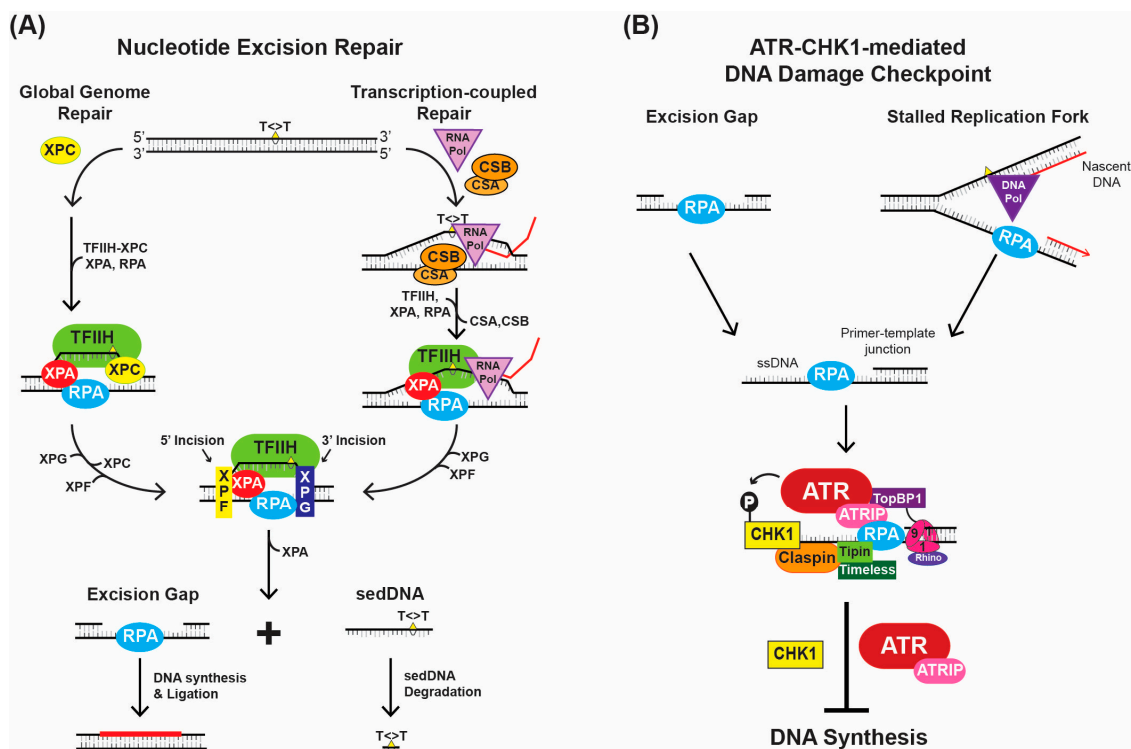 (A)
Nucleotide Excision Repair
Global Genome
Repair
XPC
5’
3’
T<>T
3’
5’
Transcription-coupled
Repair
RNA
Pol
CSB
CSA
TFIIH-XPC
XPA, RPA
T<>T
RNA
Pol
CSB
CSA
TFIIH,
XPA, RPA
CSA,CSB
TFIIH
XPA
XPC
RPA
TFIIH
RNA
Pol
XPA
RPA
XPG
XPC
XPF
5’ Incision
3’ Incision
TFIIH
XPF
XPA
RPA
XPG
XPG
XPF
XPA
Excision Gap
RPA
+
sedDNA
T<>T
DNA synthesis
& Ligation
sedDNA
Degradation
T<>T
(B)
ATR-CHK1-mediated
DNA Damage Checkpoint
Excision Gap
RPA
Stalled Replication Fork
Nascent
DNA
DNA
Pol
RPA
Primer-template
junction
ssDNA
RPA
P
ATR
TopBP1
ATRIP
CHK1
RPA
9
1
1
Claspin
Tipin
Rhino
Timeless
CHK1
ATR
ATRIP
DNA Synthesis